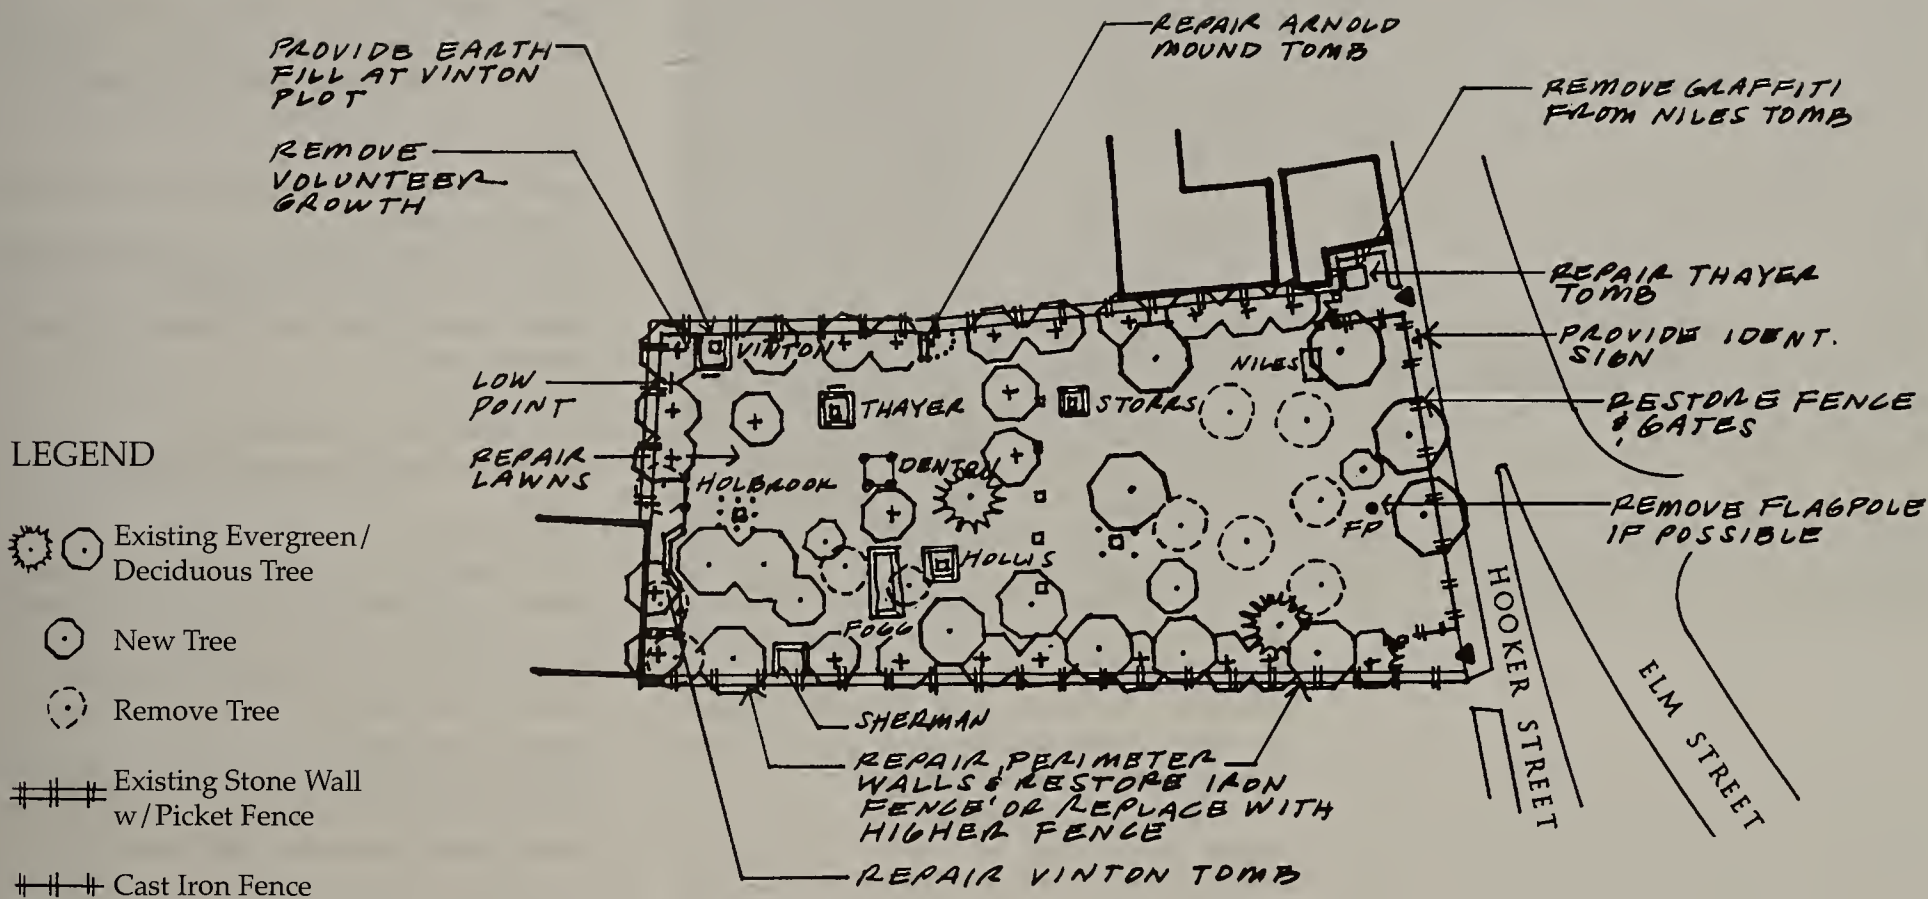 PROVIDE EARTH
FILL AT VINTON
PLOT
REMOVE
VOLUNTEER
GROWTH
REPAIR ARNOLD
MOUND TOMB
REMOVE GRAFFITI
FROM NILES TOMB
REPAIR THAYER
TOMB
PROVIDE IDENT.
SIGN
RESTORE FENCE
& GATES
REMOVE FLAGPOLE
IF POSSIBLE
LOW
POINT
REPAIR
LAWNS
VINTON
THAYER
STORRS
NILES
HOLBROOK
DENTON
FP
HOLLIS
FOGG
SHERMAN
REPAIR PERIMETER
WALLS & RESTORE IRON
FENCE OR REPLACE WITH
HIGHER FENCE
REPAIR VINTON TOMB
HOOKER STREET
ELM STREET
LEGEND
Existing Evergreen/
Deciduous Tree
New Tree
Remove Tree
Existing Stone Wall
w/Picket Fence
Cast Iron Fence